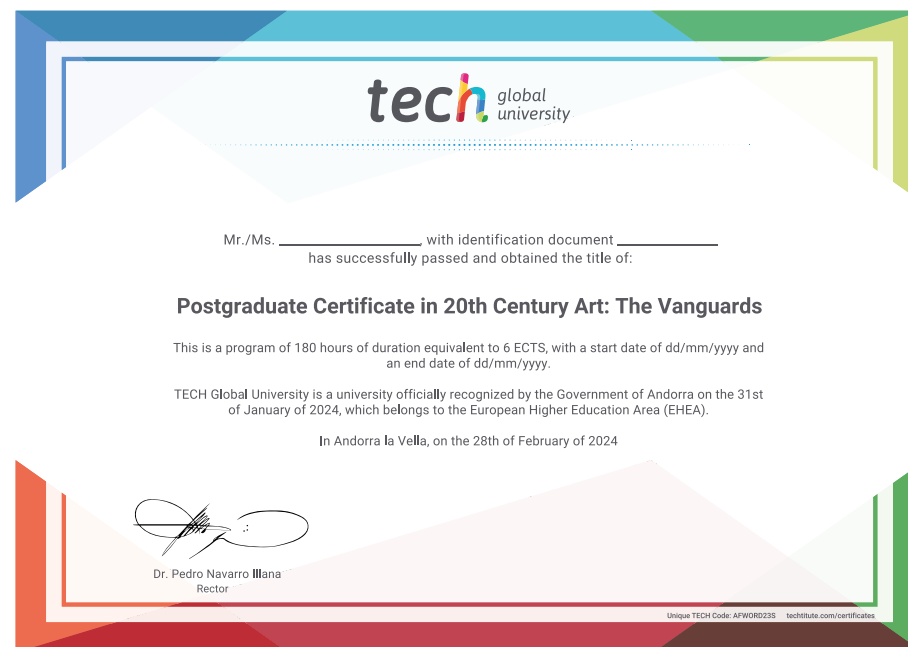 tech global university
Mr./Ms. ____________________, with identification document ______________
has successfully passed and obtained the title of:
Postgraduate Certificate in 20th Century Art: The Vanguards
This is a program of 180 hours of duration equivalent to 6 ECTS, with a start date of dd/mm/yyyy and
an end date of dd/mm/yyyy.
TECH Global University is a university officially recognized by the Government of Andorra on the 31st
of January of 2024, which belongs to the European Higher Education Area (EHEA).
In Andorra la Vella, on the 28th of February of 2024
Dr. Pedro Navarro Illana
Rector
Unique TECH Code: AFWORD23S techtitute.com/certificates